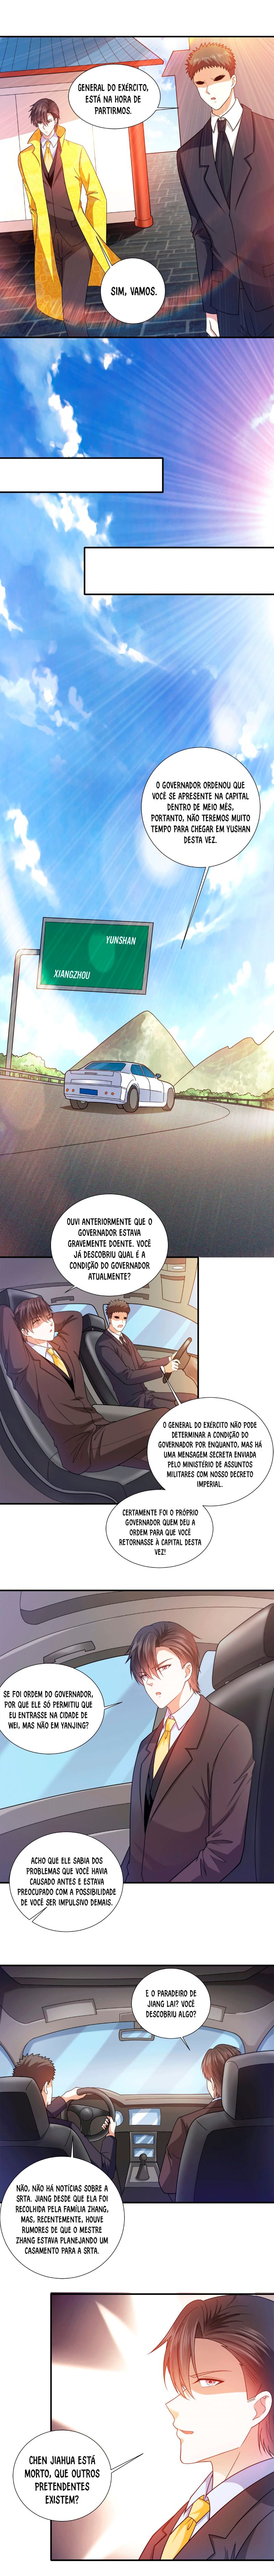 GENERAL DO EXÉRCITO,
ESTÁ NA HORA DE
PARTIRMOS.
SIM, VAMOS.
O GOVERNADOR ORDENOU QUE
VOCÊ SE APRESENTE NA CAPITAL
DENTRO DE MEIO MÊS,
PORTANTO, NÃO TEREMOS MUITO
TEMPO PARA CHEGAR EM YUSHAN
DESTA VEZ.
YUNSHAN
XIANGZHOU
OUVI ANTERIORMENTE QUE O
GOVERNADOR ESTAVA
GRAVEMENTE DOENTE. VOCÊ
JÁ DESCOBRIU QUAL É A
CONDIÇÃO DO GOVERNADOR
ATUALMENTE?
O GENERAL DO EXÉRCITO NÃO PODE
DETERMINAR A CONDIÇÃO DO
GOVERNADOR POR ENQUANTO, MAS HÁ
UMA MENSAGEM SECRETA ENVIADA
PELO MINISTÉRIO DE ASSUNTOS
MILITARES COM NOSSO DECRETO
IMPERIAL.
CERTAMENTE FOI O PRÓPRIO
GOVERNADOR QUEM DEU A
ORDEM PARA QUE VOCÊ
RETORNASSE À CAPITAL DESTA
VEZ!
SE FOI ORDEM DO GOVERNADOR,
POR QUE ELE SÓ PERMITIU QUE
EU ENTRASSE NA CIDADE DE
WEI, MAS NÃO EM YANJING?
ACHO QUE ELE SABIA DOS
PROBLEMAS QUE VOCÊ HAVIA
CAUSADO ANTES E ESTAVA
PREOCUPADO COM A POSSIBILIDADE
DE VOCÊ SER IMPULSIVO DEMAIS.
E O PARADEIRO DE
JIANG LAI? VOCÊ
DESCOBRIU ALGO?
NÃO, NÃO HÁ NOTÍCIAS SOBRE A
SRTA. JIANG DESDE QUE ELA FOI
RECOLHIDA PELA FAMÍLIA ZHANG,
MAS, RECENTEMENTE, HOUVE
RUMORES DE QUE O MESTRE
ZHANG ESTAVA PLANEJANDO UM
CASAMENTO PARA A SRTA.
CHEN JIAHUA ESTÁ
MORTO, QUE OUTROS
PRETENDENTES
EXISTEM?